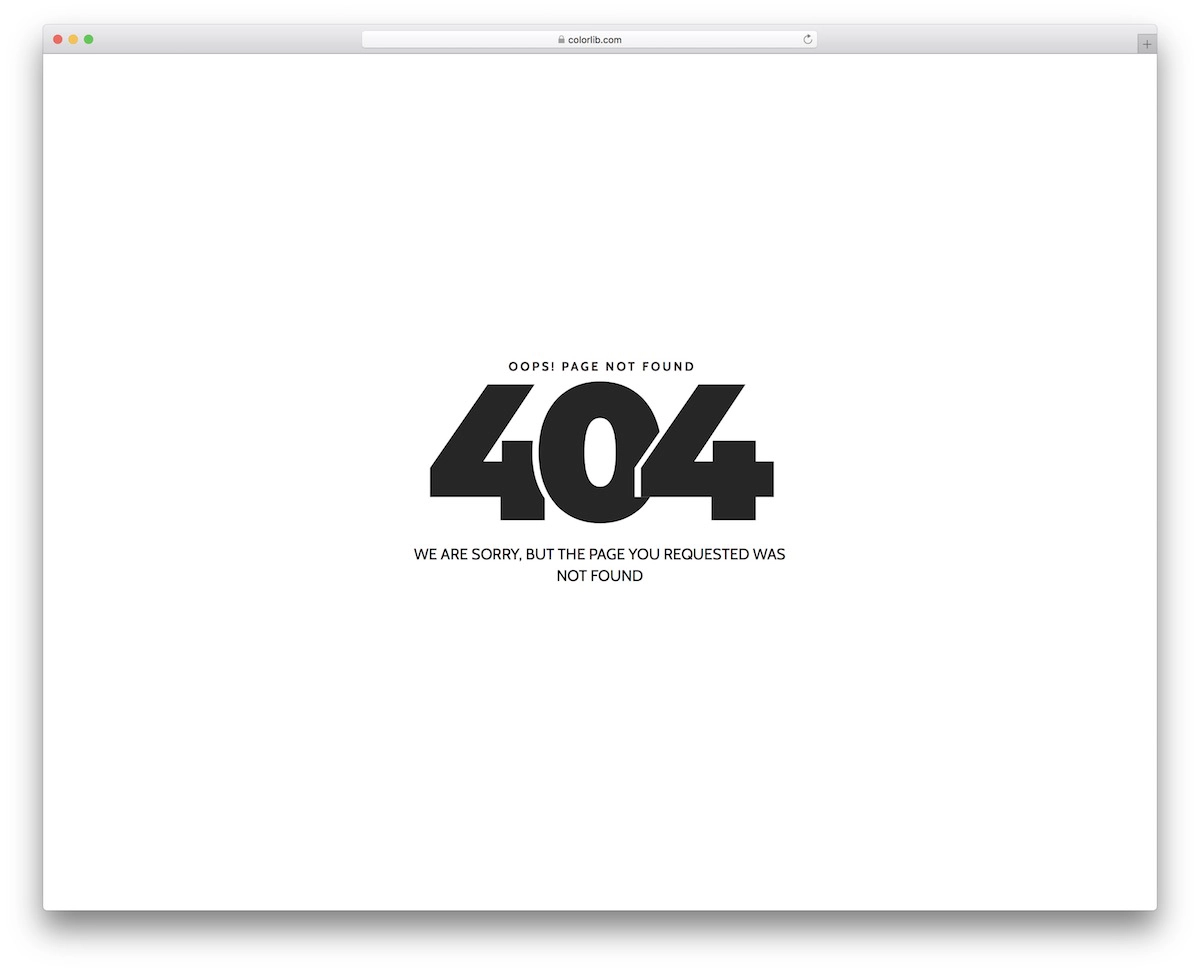 colorlib.com
OOPS! PAGE NOT FOUND
404
WE ARE SORRY, BUT THE PAGE YOU REQUESTED WAS
NOT FOUND